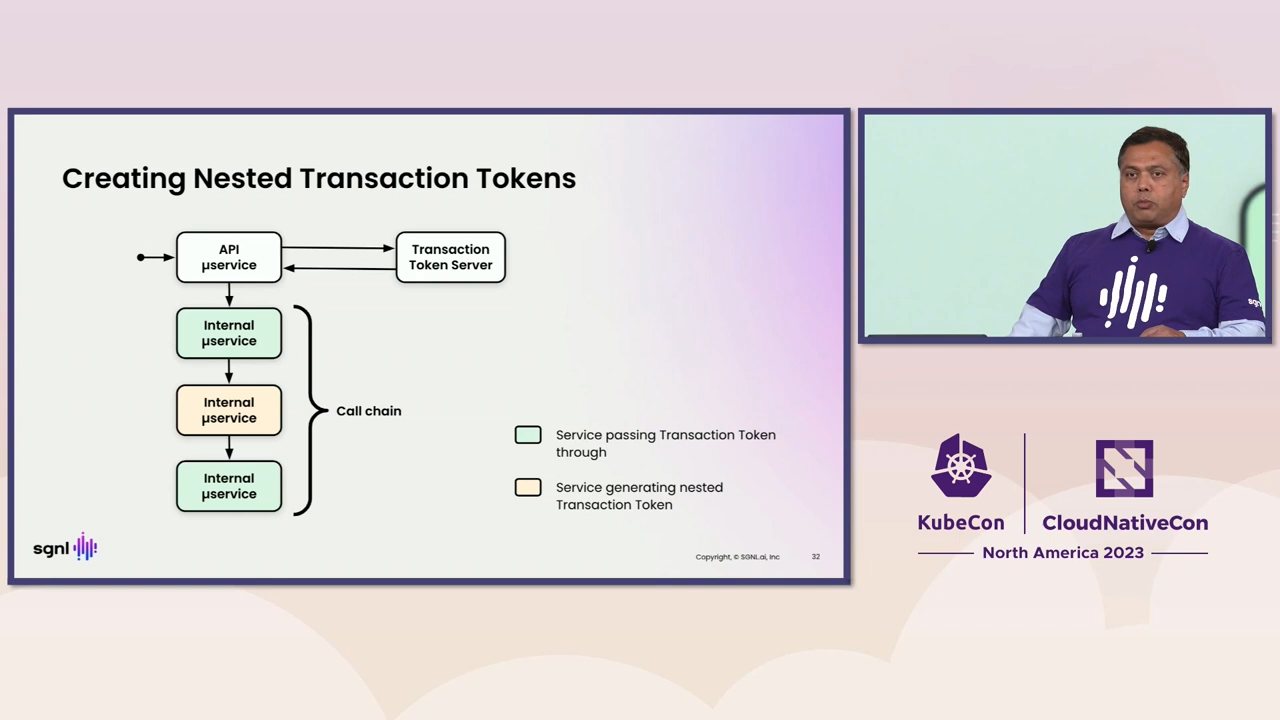 Creating Nested Transaction Tokens
API
µservice
Transaction
Token Server
Internal
µservice
Internal
µservice
Call chain
Internal
µservice
Service passing Transaction Token
through
Service generating nested
Transaction Token
sgnl
Copyright, © SGNL.ai, Inc
32
KubeCon
CloudNativeCon
North America 2023